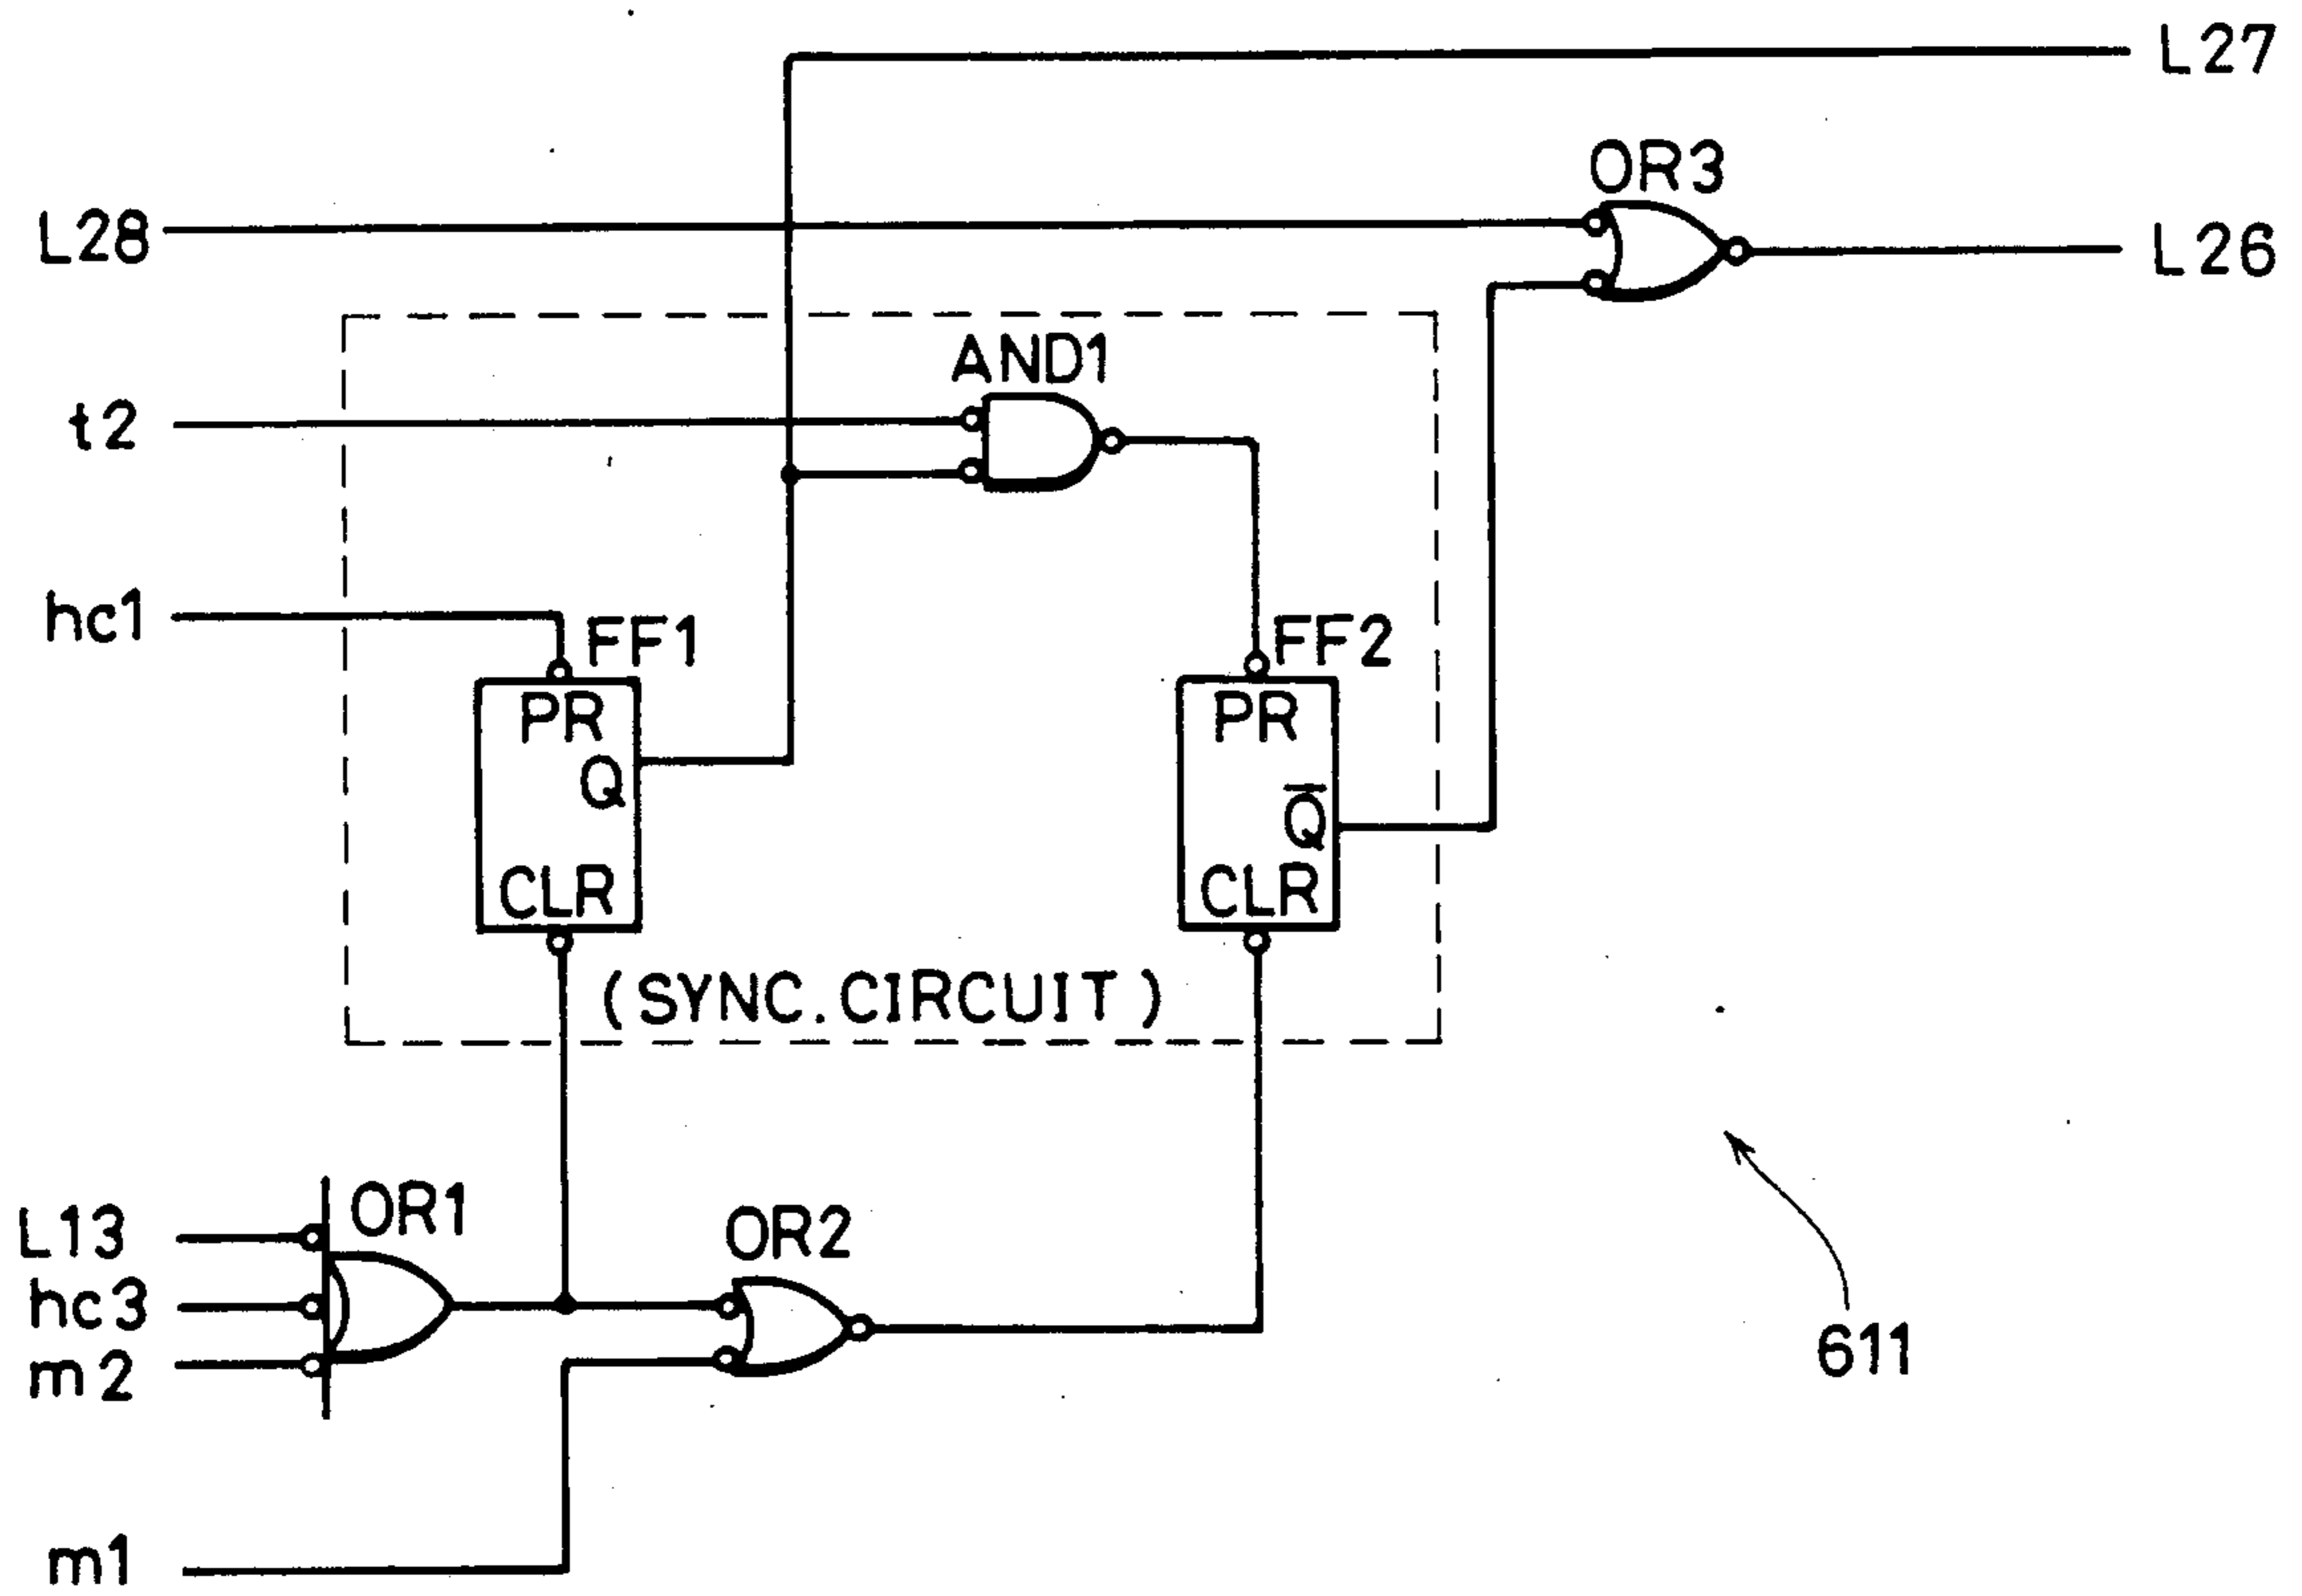 L27
OR3
L28
L26
AND1
t2
hc1
FF1
FF2
PR
PR
Q
Q̅
CLR
CLR
(SYNC.CIRCUIT)
L13
OR1
OR2
hc3
m2
611
m1